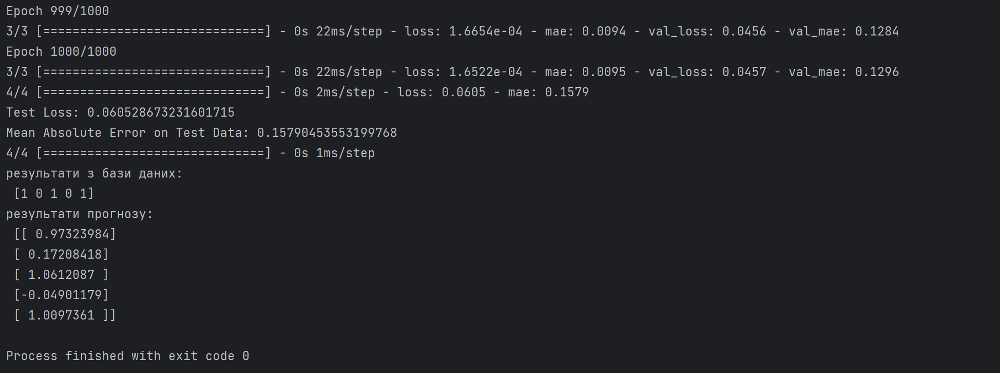 Epoch 999/1000
3/3 [==============================] - 0s 22ms/step - loss: 1.6654e-04 - mae: 0.0094 - val_loss: 0.0456 - val_mae: 0.1284
Epoch 1000/1000
3/3 [==============================] - 0s 22ms/step - loss: 1.6522e-04 - mae: 0.0095 - val_loss: 0.0457 - val_mae: 0.1296
4/4 [==============================] - 0s 2ms/step - loss: 0.0605 - mae: 0.1579
Test Loss: 0.060528673231601715
Mean Absolute Error on Test Data: 0.15790453553199768
4/4 [==============================] - 0s 1ms/step
результати з бази даних:
 [1 0 1 0 1]
результати прогнозу:
 [[ 0.97323984]
 [ 0.17208418]
 [ 1.0612087 ]
 [-0.04901179]
 [ 1.0097361 ]]
Process finished with exit code 0